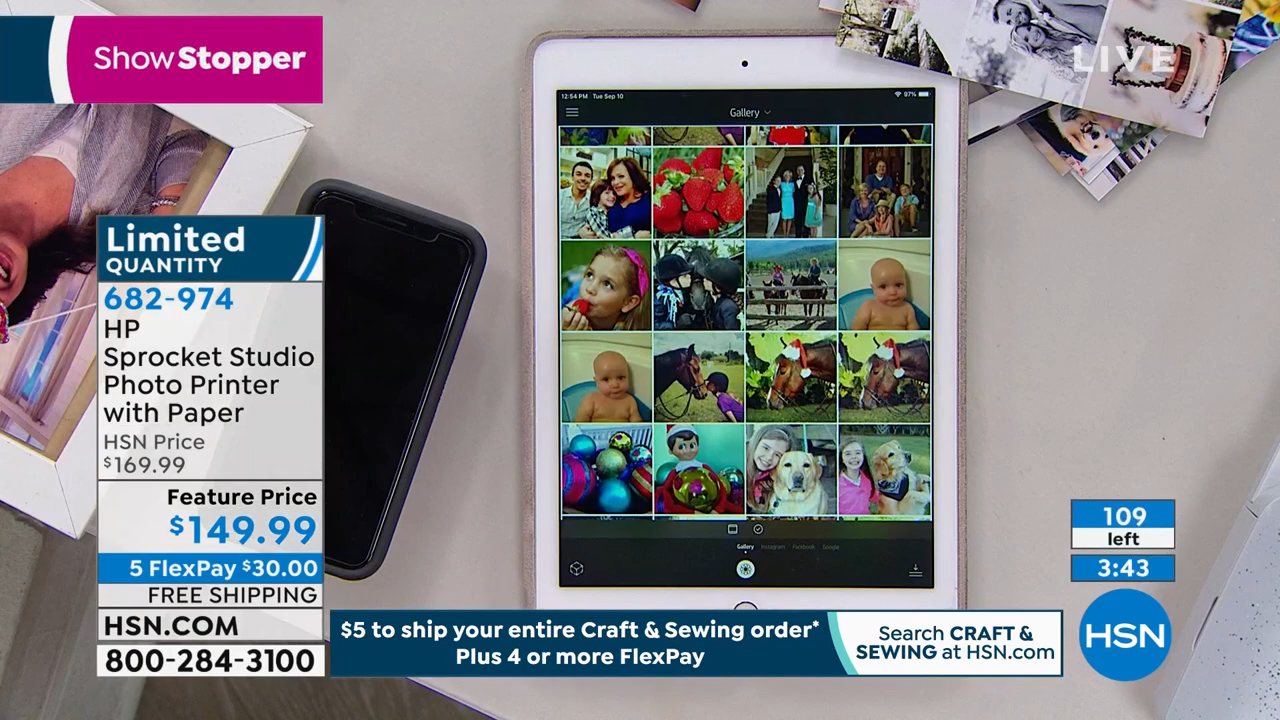 ShowStopper
LIVE
12:54 PM Tue Sep 10
97%
Gallery
Limited
QUANTITY
682-974
HP
Sprocket Studio
Photo Printer
with Paper
HSN Price
$169.99
Feature Price
$149.99
5 FlexPay $30.00
FREE SHIPPING
HSN.COM
800-284-3100
Gallery Instagram Facebook Google
109
left
3:43
$5 to ship your entire Craft & Sewing order*
Plus 4 or more FlexPay
Search CRAFT &
SEWING at HSN.com
HSN